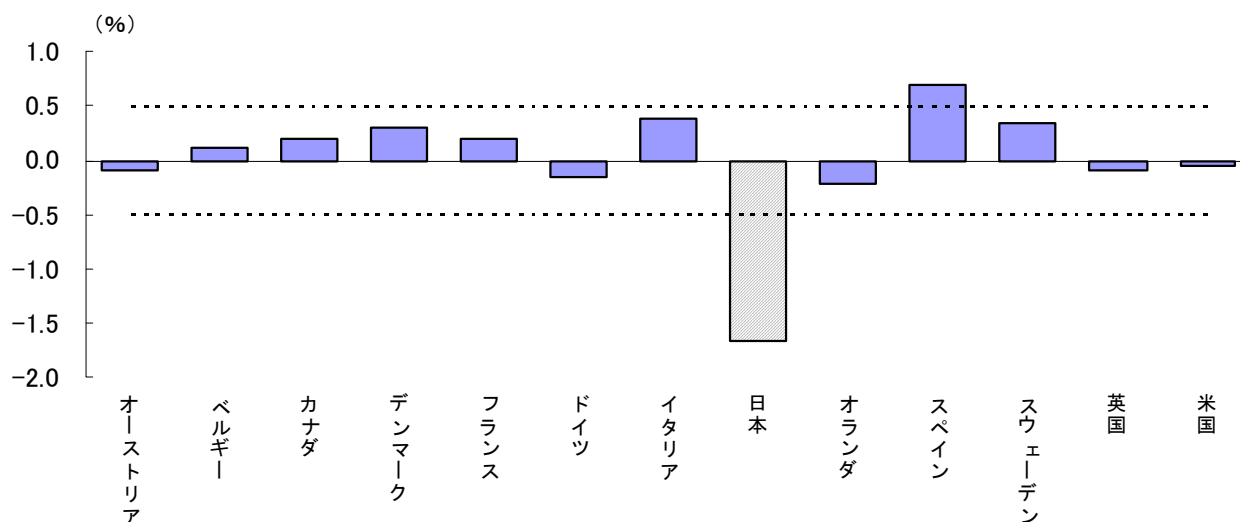 （%）
1.0
0.5
0.0
-0.5
-1.0
-1.5
-2.0
オーストリア
ベルギー
カナダ
デンマーク
フランス
ドイツ
イタリア
日本
オランダ
スペイン
スウェーデン
英国
米国